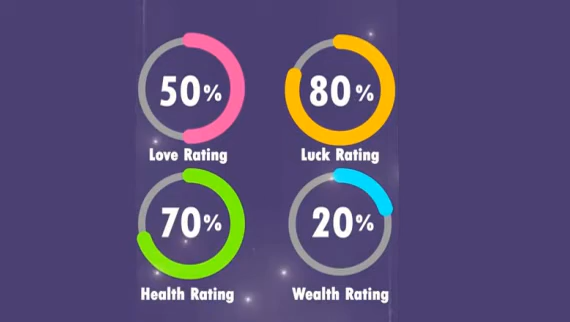 50%
80%
Love Rating
Luck Rating
70%
20%
Health Rating
Wealth Rating